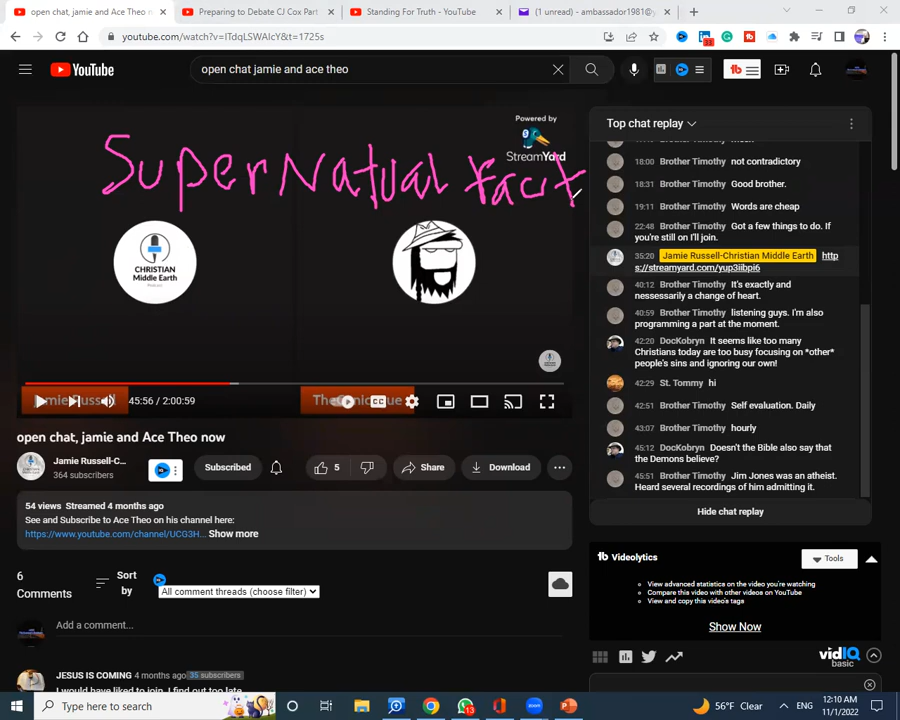 open chat, jamie and Ace Theo n
Preparing to Debate CJ Cox Part
Standing For Truth - YouTube
(1 unread) - ambassador1981@y
youtube.com/watch?v=ITdqLSWAIcY&t=1725s
33
YouTube
open chat jamie and ace theo
tb
Powered by
StreamYard
SuperNatual fact
CHRISTIAN
Middle Earth
Podcast
Jamie Russell
45:56 / 2:00:59
CC
open chat, jamie and Ace Theo now
Jamie Russell-C...
364 subscribers
Subscribed
5
Share
Download
54 views Streamed 4 months ago
See and Subscribe to Ace Theo on his channel here:
https://www.youtube.com/channel/UCG3H... Show more
6
Comments
Sort
by
All comment threads (choose filter)
Add a comment...
JESUS IS COMING 4 months ago 35 subscribers
I would have liked to join. I find out too late
Top chat replay
18:00 Brother Timothy not contradictory
18:31 Brother Timothy Good brother.
19:11 Brother Timothy Words are cheap
22:48 Brother Timothy Got a few things to do. If
you're still on I'll join.
35:20 Jamie Russell-Christian Middle Earth http
s://streamyard.com/yup3iibpi6
40:12 Brother Timothy It's exactly and
nessessarily a change of heart.
40:59 Brother Timothy listening guys. I'm also
programming a part at the moment.
42:20 DocKobryn It seems like too many
Christians today are too busy focusing on *other*
people's sins and ignoring our own!
42:29 St. Tommy hi
42:51 Brother Timothy Self evaluation. Daily
43:07 Brother Timothy hourly
45:12 DocKobryn Doesn't the Bible also say that
the Demons believe?
45:51 Brother Timothy Jim Jones was an atheist.
Heard several recordings of him admitting it.
Hide chat replay
tb Videolytics
Tools
View advanced statistics on the video you're watching
Compare this video with other videos on YouTube
View and copy this video's tags
Show Now
vidIQ
basic
Type here to search
13
zoom
56°F Clear
12:10 AM
11/1/2022